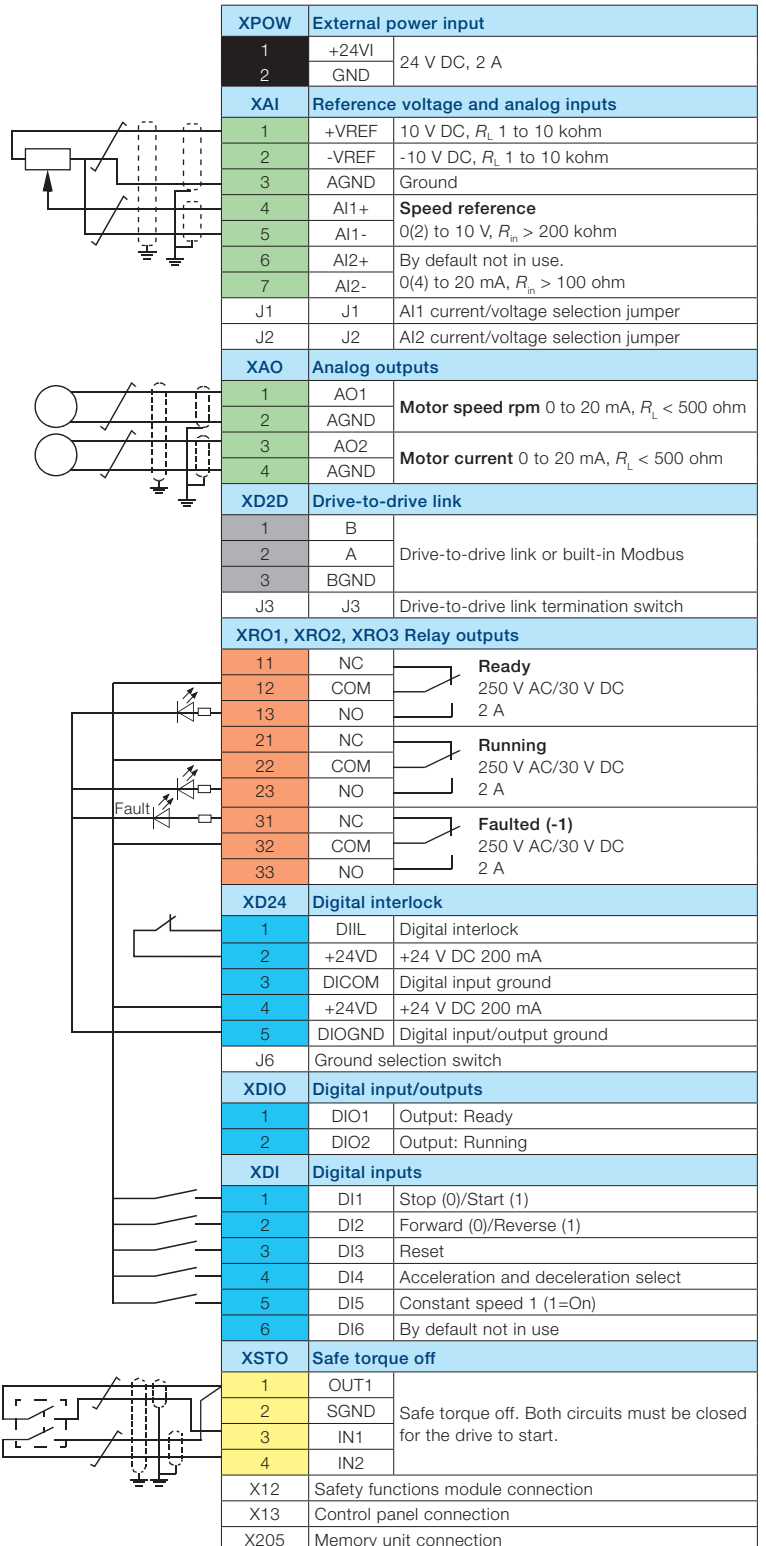 XPOW External power input
1 +24VI 24 V DC, 2 A
2 GND
XAI Reference voltage and analog inputs
1 +VREF 10 V DC, RL 1 to 10 kohm
2 -VREF -10 V DC, RL 1 to 10 kohm
3 AGND Ground
4 AI1+ Speed reference
5 AI1- 0(2) to 10 V, Rin > 200 kohm
6 AI2+ By default not in use.
7 AI2- 0(4) to 20 mA, Rin > 100 ohm
J1 J1 AI1 current/voltage selection jumper
J2 J2 AI2 current/voltage selection jumper
XAO Analog outputs
1 AO1 Motor speed rpm 0 to 20 mA, RL < 500 ohm
2 AGND
3 AO2 Motor current 0 to 20 mA, RL < 500 ohm
4 AGND
XD2D Drive-to-drive link
1 B
2 A Drive-to-drive link or built-in Modbus
3 BGND
J3 J3 Drive-to-drive link termination switch
XRO1, XRO2, XRO3 Relay outputs
11 NC Ready
12 COM 250 V AC/30 V DC
13 NO 2 A
21 NC Running
22 COM 250 V AC/30 V DC
23 NO 2 A
Fault 31 NC Faulted (-1)
32 COM 250 V AC/30 V DC
33 NO 2 A
XD24 Digital interlock
1 DIIL Digital interlock
2 +24VD +24 V DC 200 mA
3 DICOM Digital input ground
4 +24VD +24 V DC 200 mA
5 DIOGND Digital input/output ground
J6 Ground selection switch
XDIO Digital input/outputs
1 DIO1 Output: Ready
2 DIO2 Output: Running
XDI Digital inputs
1 DI1 Stop (0)/Start (1)
2 DI2 Forward (0)/Reverse (1)
3 DI3 Reset
4 DI4 Acceleration and deceleration select
5 DI5 Constant speed 1 (1=On)
6 DI6 By default not in use
XSTO Safe torque off
1 OUT1
2 SGND Safe torque off. Both circuits must be closed
3 IN1 for the drive to start.
4 IN2
X12 Safety functions module connection
X13 Control panel connection
X205 Memory unit connection